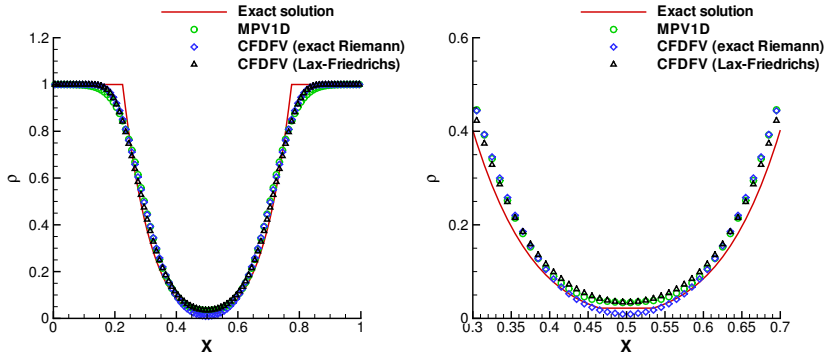 Exact solution
MPV1D
CFDFV (exact Riemann)
CFDFV (Lax-Friedrichs)
1.2
1
0.8
0.6
0.4
0.2
0
ρ
0 0.2 0.4 0.6 0.8 1
X
Exact solution
MPV1D
CFDFV (exact Riemann)
CFDFV (Lax-Friedrichs)
0.6
0.4
0.2
0
ρ
0.3 0.35 0.4 0.45 0.5 0.55 0.6 0.65 0.7
X